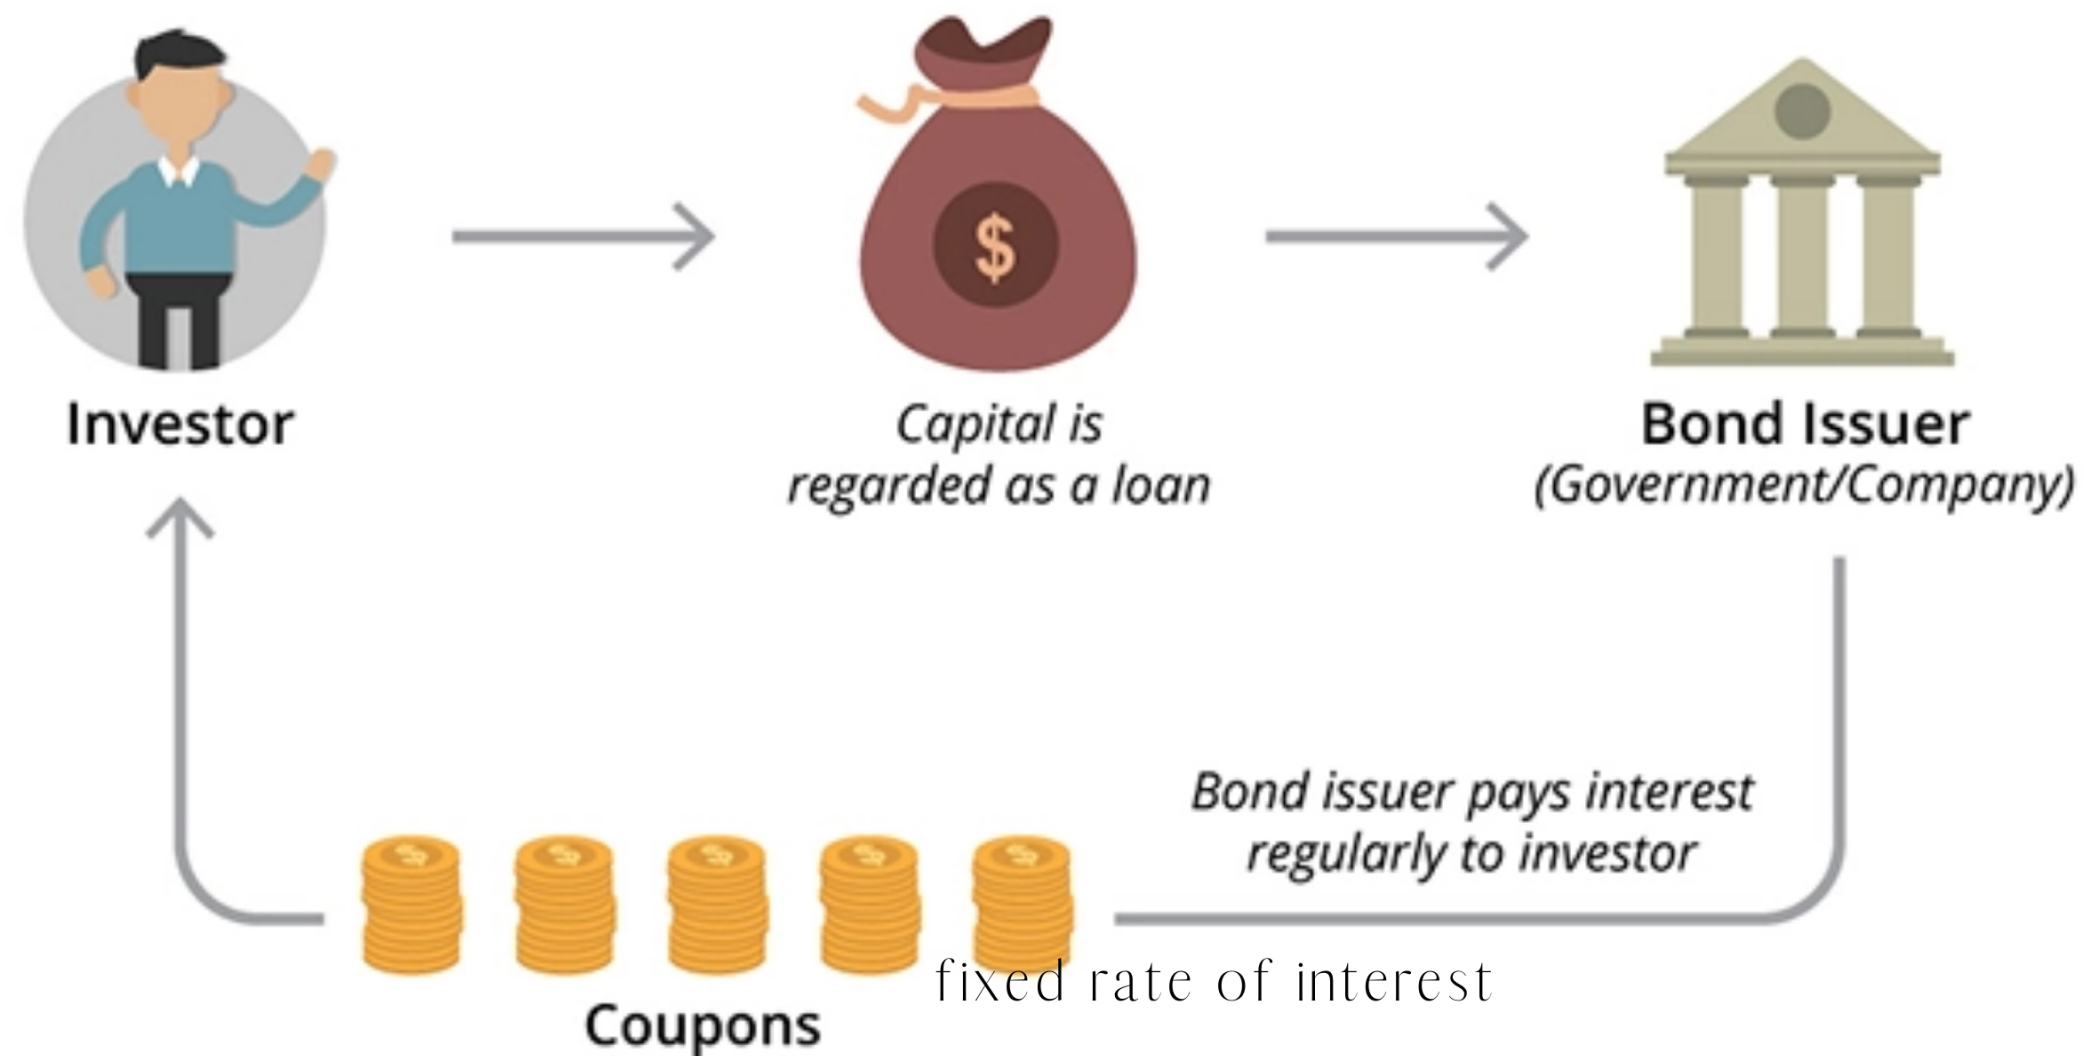 $
Investor
Capital is
regarded as a loan
Bond Issuer
(Government/Company)
Bond issuer pays interest
regularly to investor
$ $ $ $ $
fixed rate of interest
Coupons